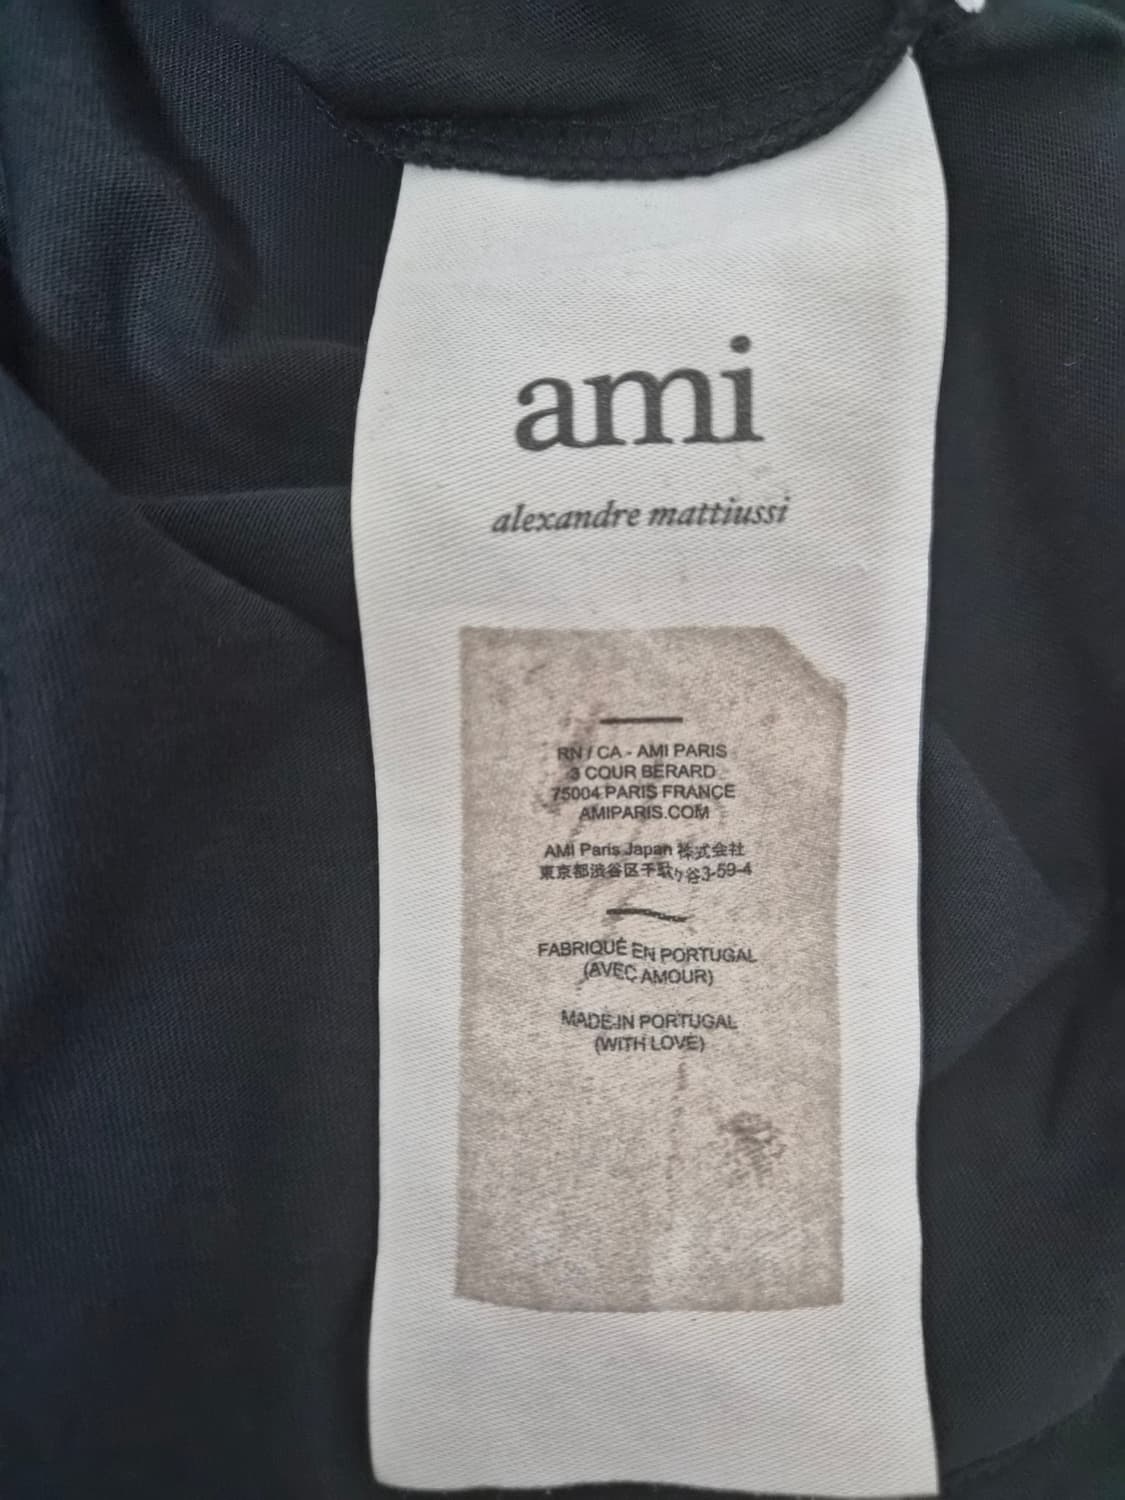 ami
alexandre mattiussi
RN / CA - AMI PARIS
3 COUR BERARD
75004 PARIS FRANCE
AMIPARIS.COM
AMI Paris Japan 株式会社
東京都渋谷区千駄ヶ谷3-59-4
FABRIQUÉ EN PORTUGAL
(AVEC AMOUR)
MADE IN PORTUGAL
(WITH LOVE)